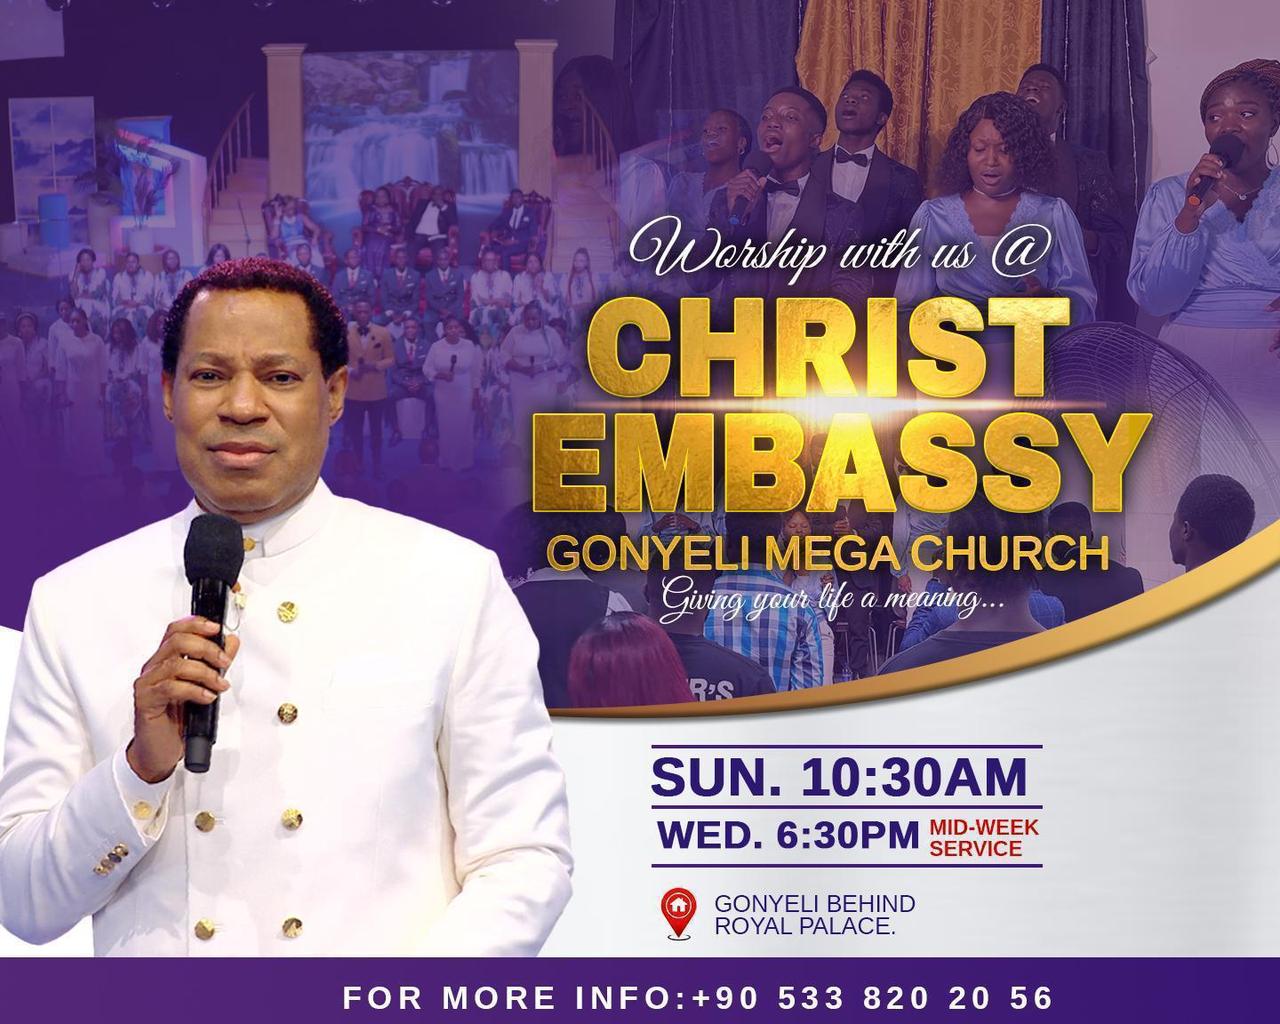 Worship with us @
CHRIST
EMBASSY
GONYELI MEGA CHURCH
Giving your life a meaning...
R'S
SUN. 10:30AM
WED. 6:30PM MID-WEEK
SERVICE
GONYELI BEHIND
ROYAL PALACE.
FOR MORE INFO:+90 533 820 20 56